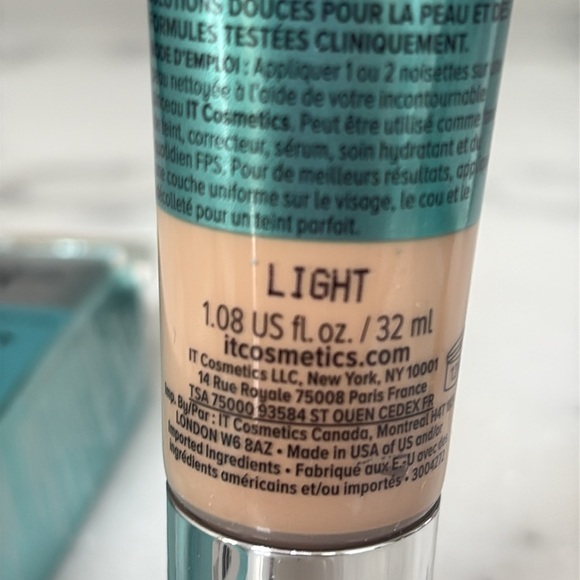 SOLUTIONS DOUCES POUR LA PEAU ET DE
FORMULES TESTÉES CLINIQUEMENT.
MODE D'EMPLOI : Appliquer 1 ou 2 noisettes sur
nettoyée à l'aide de votre incontournable
IT Cosmetics. Peut être utilisé comme
teint, correcteur, sérum, soin hydratant et
quotidien FPS. Pour de meilleurs résultats,
couche uniforme sur le visage, le cou et le
décolleté pour un teint parfait.
LIGHT
1.08 US fl. oz. / 32 ml
itcosmetics.com
IT Cosmetics LLC, New York, NY 10001
14 Rue Royale 75008 Paris France
TSA 75000 93584 ST OUEN CEDEX FR
Imp. By/Par : IT Cosmetics Canada, Montreal H4T
LONDON W6 8AZ • Made in USA of US and/or
Imported Ingredients • Fabriqué aux É.-U avec des
ingrédients américains et/ou importés • 3004272